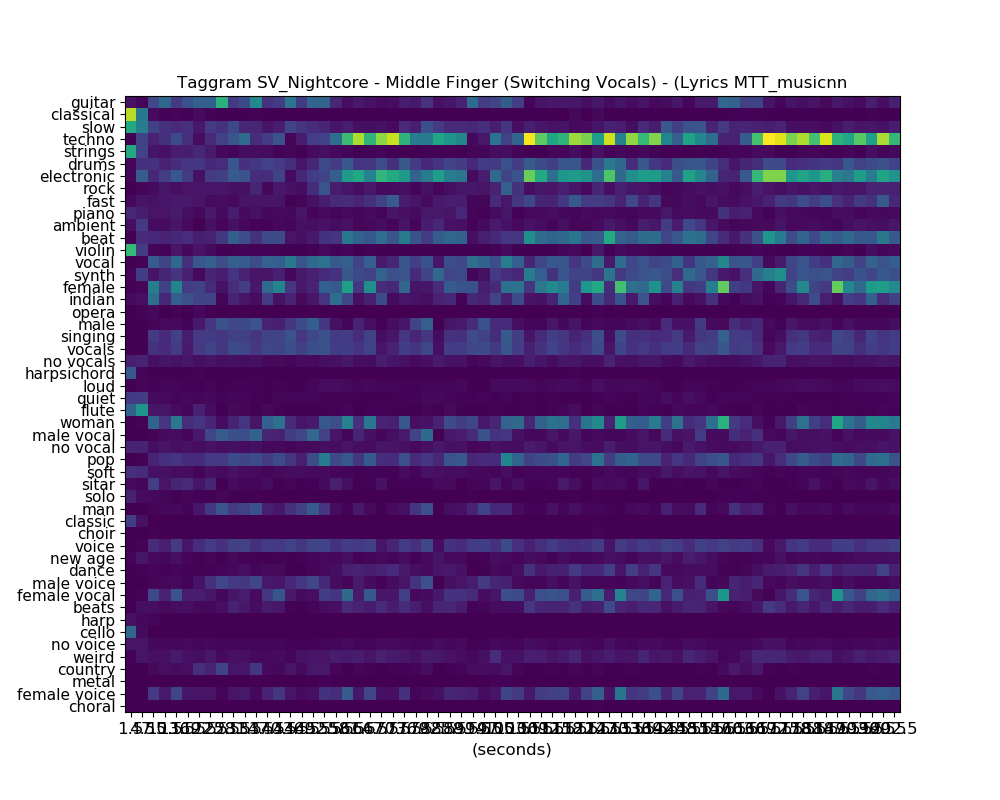 Taggram SV_Nightcore - Middle Finger (Switching Vocals) - (Lyrics MTT_musicnn
guitar
classical
slow
techno
strings
drums
electronic
rock
fast
piano
ambient
beat
violin
vocal
synth
female
indian
opera
male
singing
vocals
no vocals
harpsichord
loud
quiet
flute
woman
male vocal
no vocal
pop
soft
sitar
solo
man
classic
choir
voice
new age
dance
male voice
female vocal
beats
harp
cello
no voice
weird
country
metal
female voice
choral
(seconds)